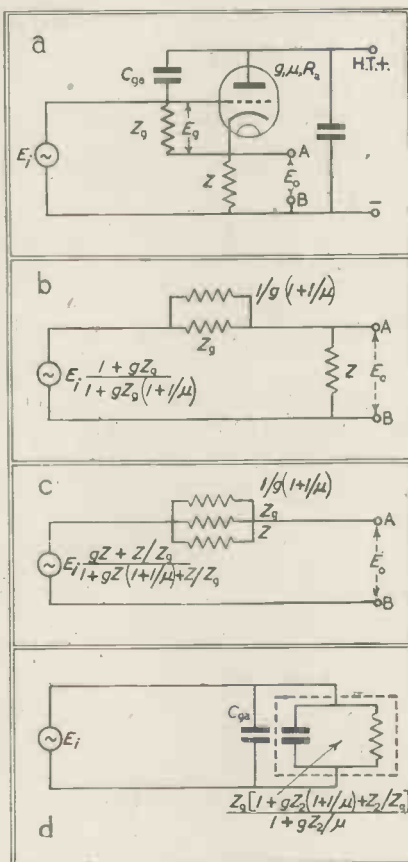 a
g, μ, Ra
H.T.+
Cga
Zg
Eg
Ei
Z
A
Eo
B
−
b
1/g(1+1/μ)
Zg
Ei (1 + gZg)/(1 + gZg(1+1/μ))
Z
A
Eo
B
c
1/g(1+1/μ)
Zg
Z
Ei (gZ + Z/Zg)/(1 + gZ(1+1/μ)+Z/Zg)
A
Eo
B
Cga
Ei
Zg[1 + gZ2(1+1/μ)+Z2/Zg]
1 + gZ2/μ
d